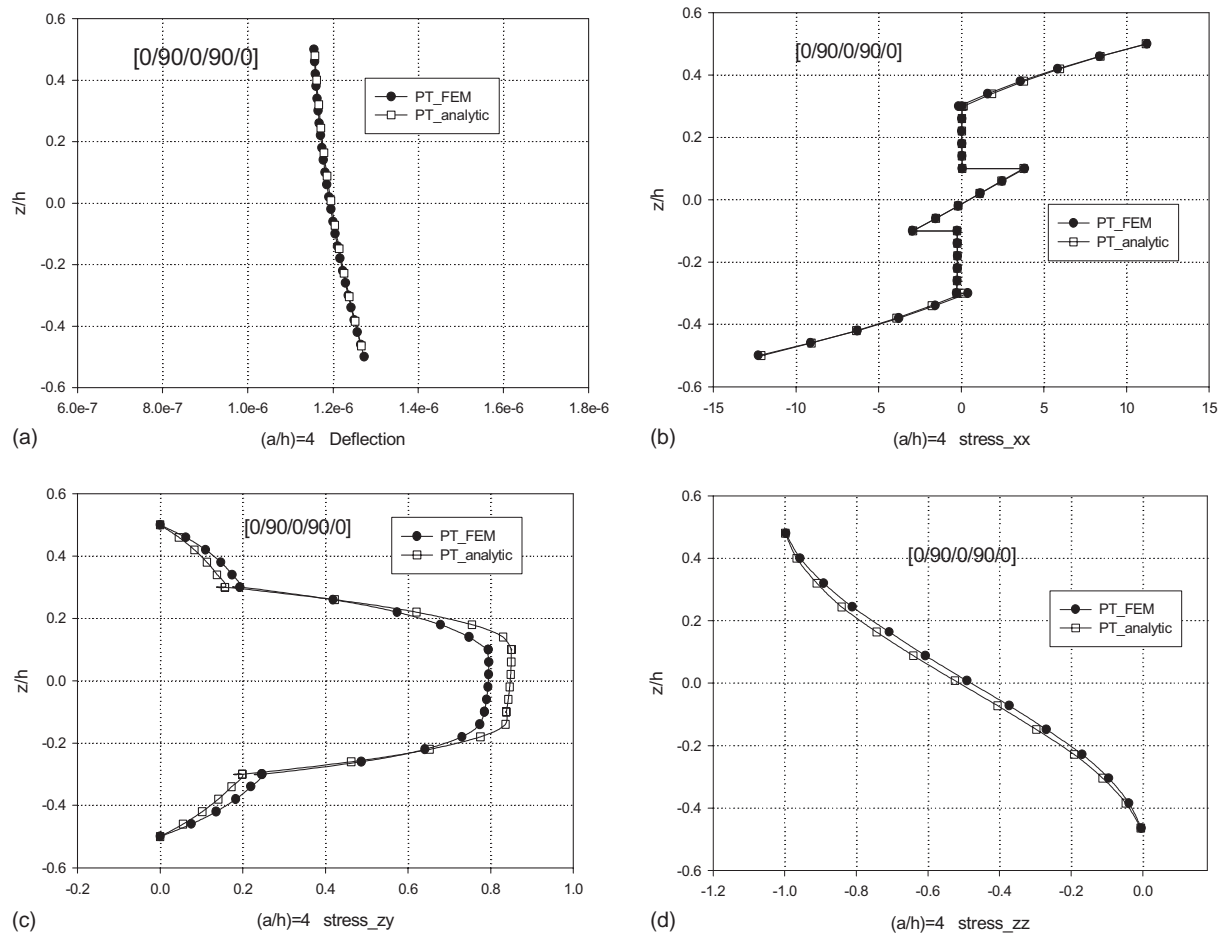 0.6
0.4
0.2
0.0
-0.2
-0.4
-0.6
z/h
[0/90/0/90/0]
PT_FEM
PT_analytic
6.0e-7 8.0e-7 1.0e-6 1.2e-6 1.4e-6 1.6e-6 1.8e-6
(a) (a/h)=4 Deflection
0.6
0.4
0.2
0.0
-0.2
-0.4
-0.6
z/h
[0/90/0/90/0]
PT_FEM
PT_analytic
-15 -10 -5 0 5 10 15
(b) (a/h)=4 stress_xx
0.6
0.4
0.2
0.0
-0.2
-0.4
-0.6
z/h
[0/90/0/90/0]
PT_FEM
PT_analytic
-0.2 0.0 0.2 0.4 0.6 0.8 1.0
(c) (a/h)=4 stress_zy
0.6
0.4
0.2
0.0
-0.2
-0.4
-0.6
z/h
[0/90/0/90/0]
PT_FEM
PT_analytic
-1.2 -1.0 -0.8 -0.6 -0.4 -0.2 0.0
(d) (a/h)=4 stress_zz